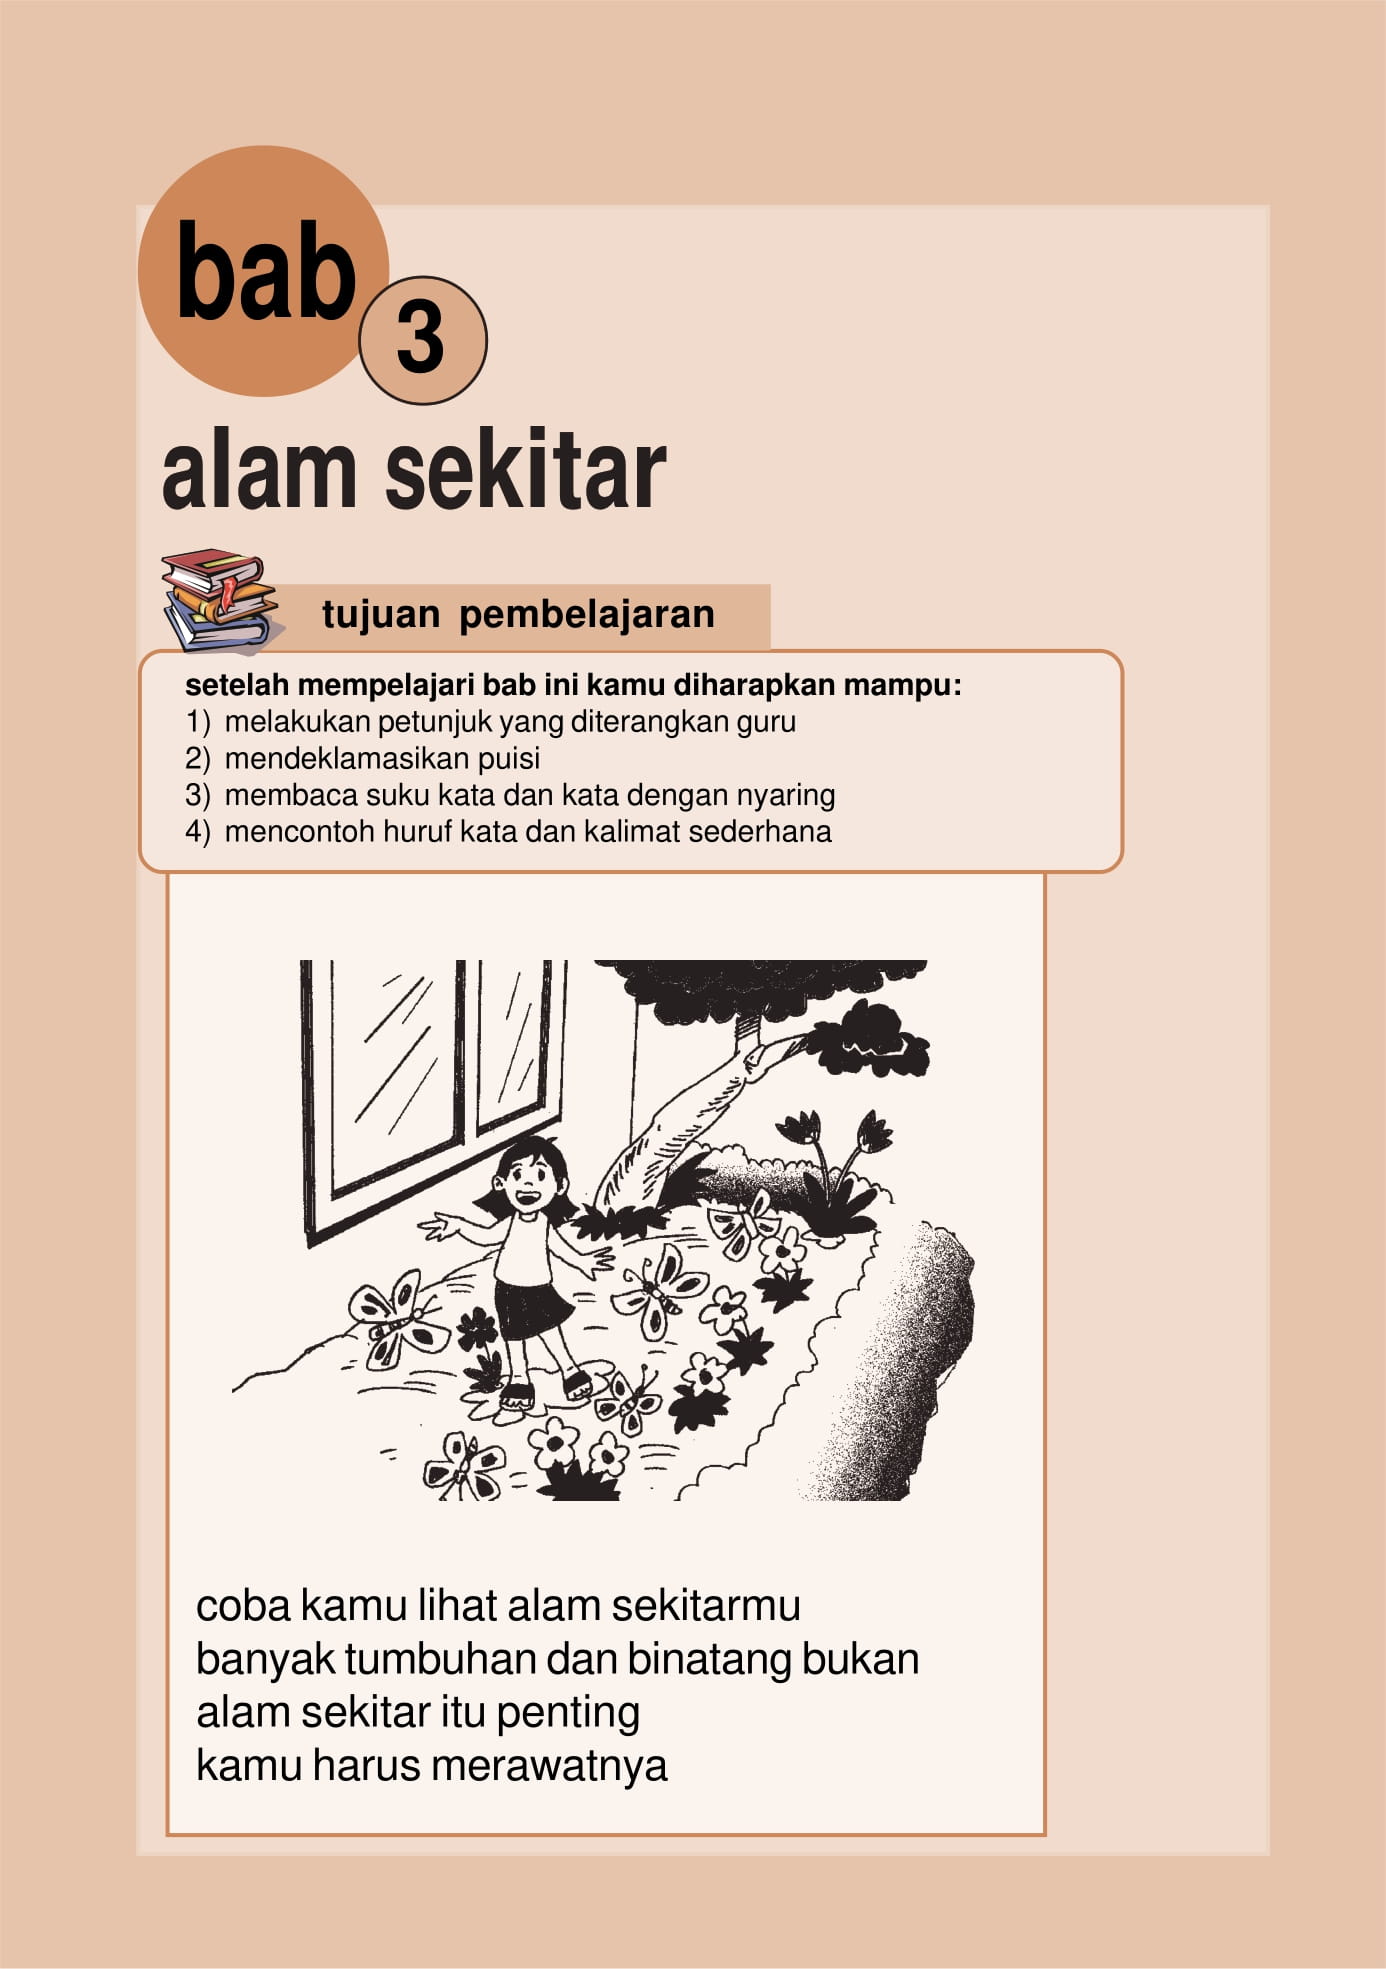 bab
3
alam sekitar
tujuan pembelajaran
setelah mempelajari bab ini kamu diharapkan mampu:
1) melakukan petunjuk yang diterangkan guru
2) mendeklamasikan puisi
3) membaca suku kata dan kata dengan nyaring
4) mencontoh huruf kata dan kalimat sederhana
coba kamu lihat alam sekitarmu
banyak tumbuhan dan binatang bukan
alam sekitar itu penting
kamu harus merawatnya